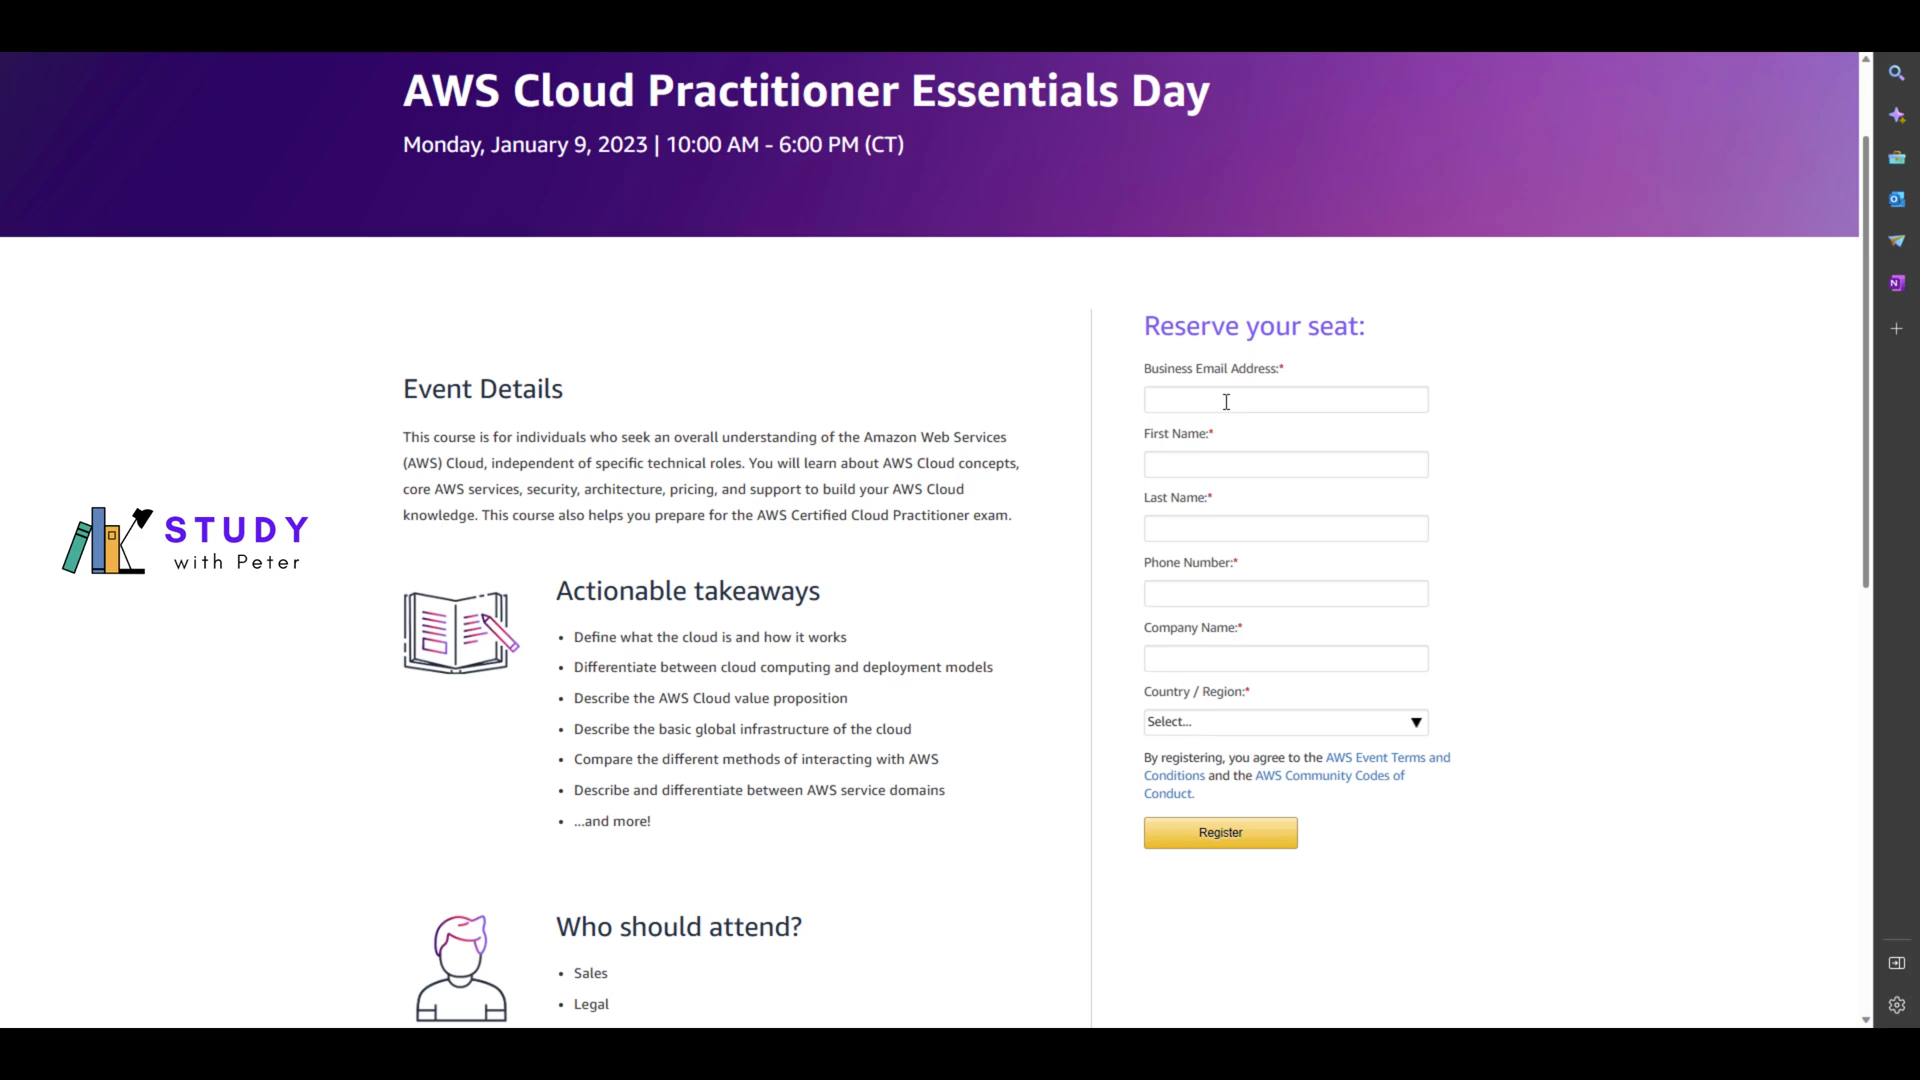 AWS Cloud Practitioner Essentials Day
Monday, January 9, 2023 | 10:00 AM - 6:00 PM (CT)
Event Details
This course is for individuals who seek an overall understanding of the Amazon Web Services
(AWS) Cloud, independent of specific technical roles. You will learn about AWS Cloud concepts,
core AWS services, security, architecture, pricing, and support to build your AWS Cloud
knowledge. This course also helps you prepare for the AWS Certified Cloud Practitioner exam.
STUDY
with Peter
Actionable takeaways
• Define what the cloud is and how it works
• Differentiate between cloud computing and deployment models
• Describe the AWS Cloud value proposition
• Describe the basic global infrastructure of the cloud
• Compare the different methods of interacting with AWS
• Describe and differentiate between AWS service domains
• ...and more!
Who should attend?
• Sales
• Legal
Reserve your seat:
Business Email Address:*
First Name:*
Last Name:*
Phone Number:*
Company Name:*
Country / Region:*
Select...
By registering, you agree to the AWS Event Terms and
Conditions and the AWS Community Codes of
Conduct.
Register